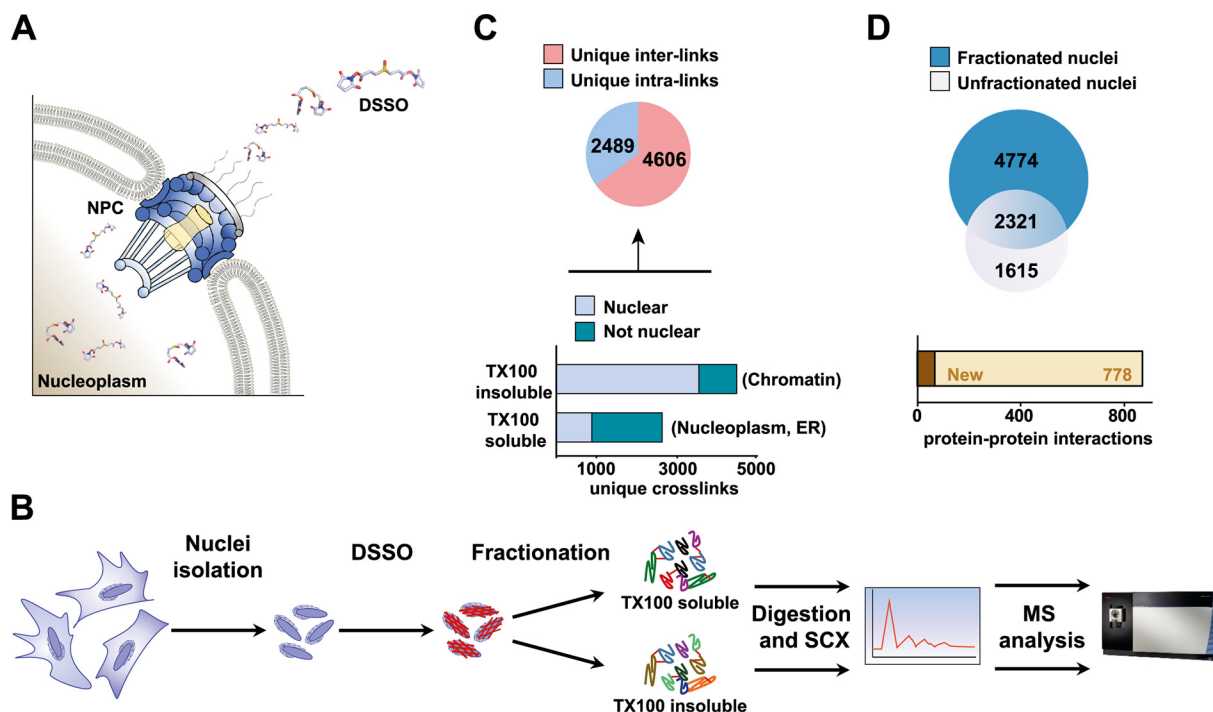 A
DSSO
NPC
Nucleoplasm
C
Unique inter-links
Unique intra-links
2489
4606
Nuclear
Not nuclear
TX100
insoluble
(Chromatin)
TX100
soluble
(Nucleoplasm, ER)
1000
3000
5000
unique crosslinks
D
Fractionated nuclei
Unfractionated nuclei
4774
2321
1615
New
778
0
400
800
protein-protein interactions
B
Nuclei
isolation
DSSO
Fractionation
TX100 soluble
TX100 insoluble
Digestion
and SCX
MS
analysis